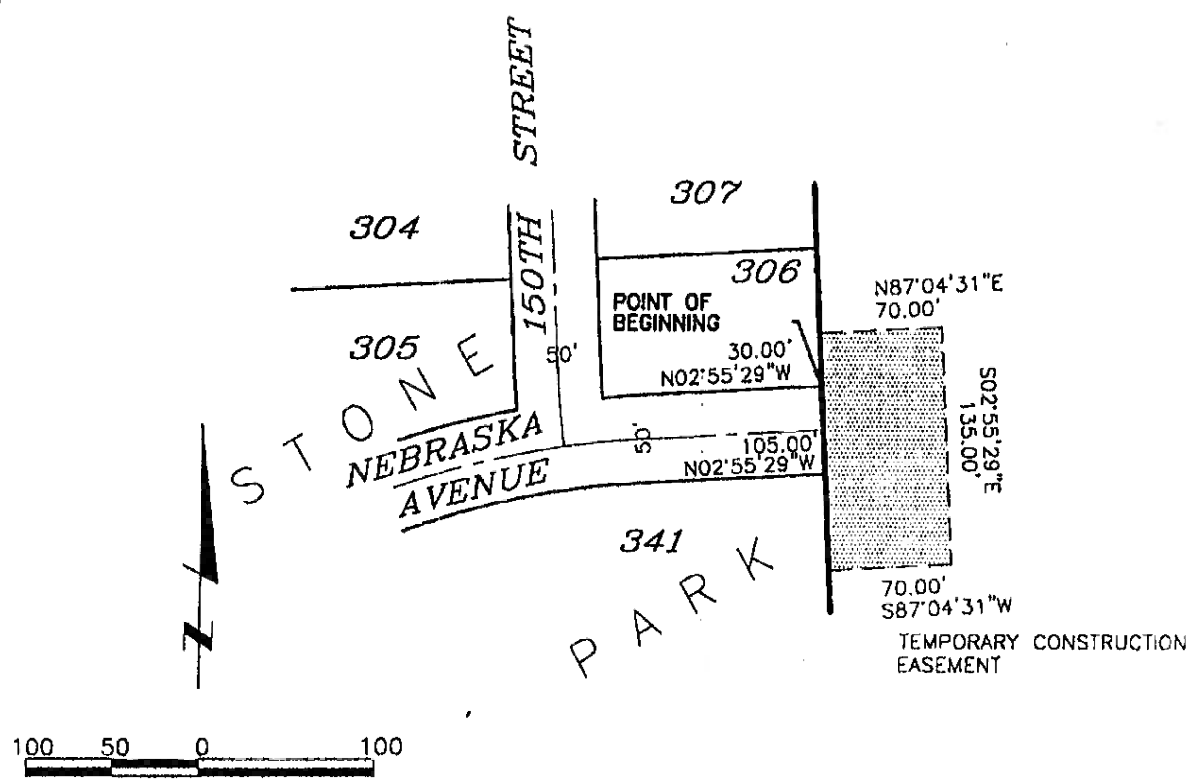 150TH STREET
307
304
306
N87°04'31"E
70.00'
POINT OF
BEGINNING
305
50'
30.00'
N02°55'29"W
S02°55'29"E
135.00'
STONE
NEBRASKA
AVENUE
50'
105.00'
N02°55'29"W
341
PARK
70.00'
S87°04'31"W
TEMPORARY CONSTRUCTION
EASEMENT
N
100 50 0 100